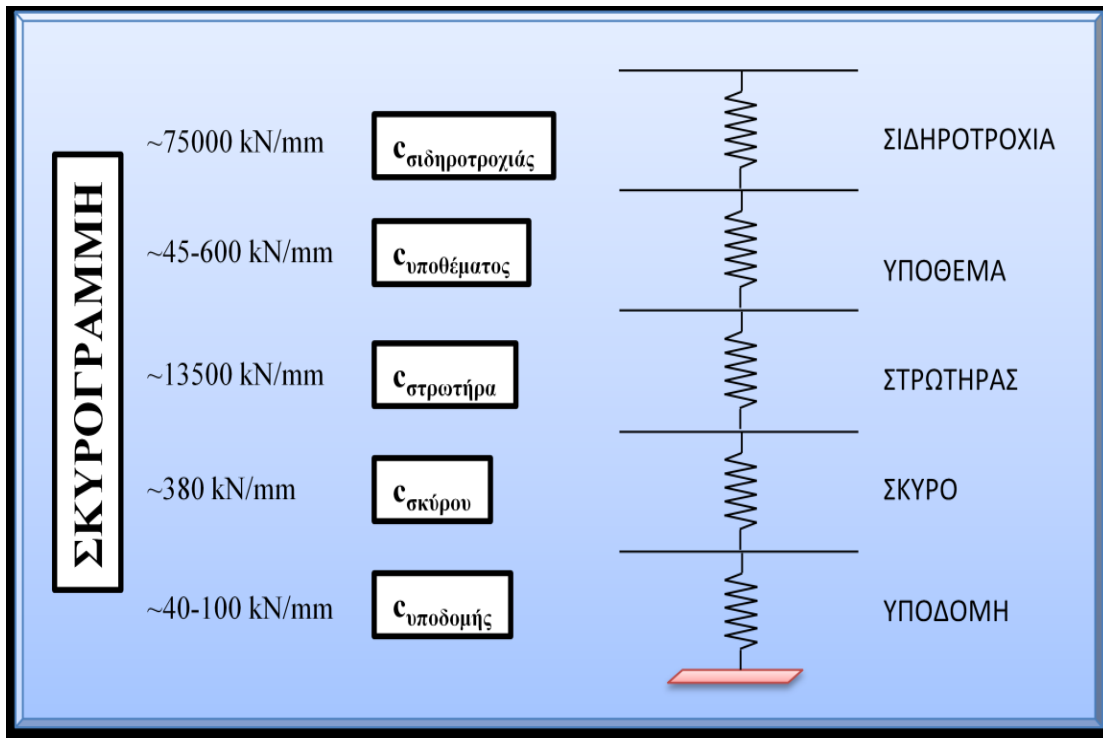 ΣΚΥΡΟΓΡΑΜΜΗ
~75000 kN/mm cσιδηροτροχιάς ΣΙΔΗΡΟΤΡΟΧΙΑ
~45-600 kN/mm cυποθέματος ΥΠΟΘΕΜΑ
~13500 kN/mm cστρωτήρα ΣΤΡΩΤΗΡΑΣ
~380 kN/mm cσκύρου ΣΚΥΡΟ
~40-100 kN/mm cυποδομής ΥΠΟΔΟΜΗ